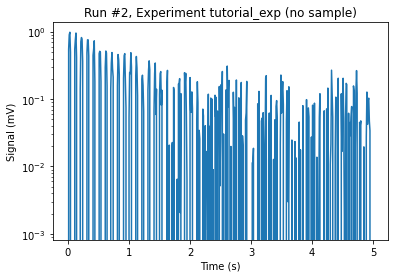 Run #2, Experiment tutorial_exp (no sample)
Signal (mV)
10⁰
10⁻¹
10⁻²
10⁻³
0 1 2 3 4 5
Time (s)